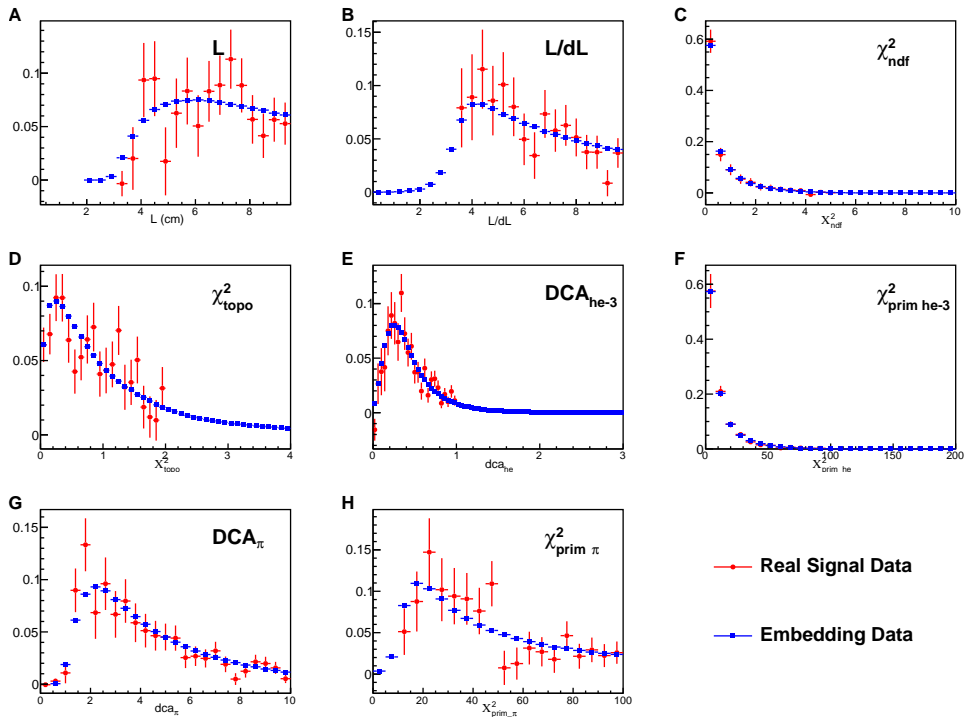 A
L
0.1
0.05
0
2
4
6
8
L (cm)
B
L/dL
0.15
0.1
0.05
0
0
2
4
6
8
L/dL
C
χ²ndf
0.6
0.4
0.2
0
0
2
4
6
8
10
X²ndf
D
χ²topo
0.1
0.05
0
0
1
2
3
4
X²topo
E
DCAhe-3
0.1
0.05
0
0
1
2
3
dcahe
F
χ²prim he-3
0.6
0.4
0.2
0
0
50
100
150
200
X²prim_he
G
DCAπ
0.15
0.1
0.05
0
0
2
4
6
8
10
dcaπ
H
χ²prim π
0.15
0.1
0.05
0
0
20
40
60
80
100
X²prim_π
Real Signal Data
Embedding Data